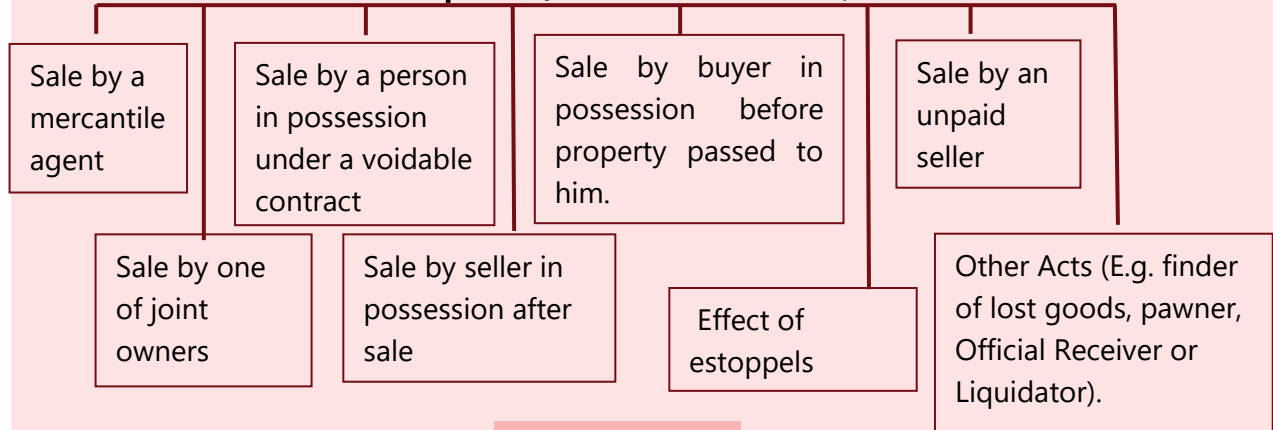 Sale by a
mercantile
agent
Sale by one
of joint
owners
Sale by a person
in possession
under a voidable
contract
Sale by seller in
possession after
sale
Sale by buyer in
possession before
property passed to
him.
Effect of
estoppels
Sale by an
unpaid
seller
Other Acts (E.g. finder
of lost goods, pawner,
Official Receiver or
Liquidator).